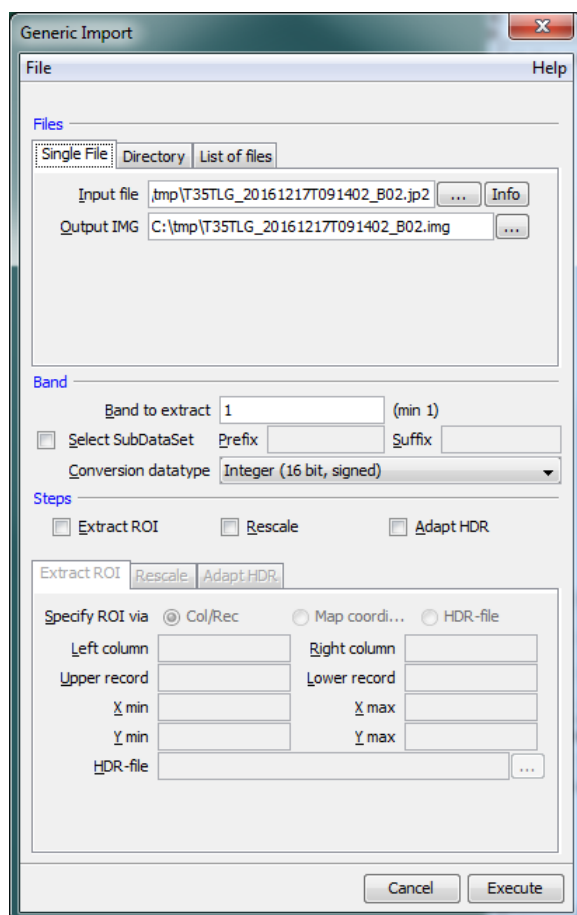 Generic Import
File Help
Files
Single File Directory List of files
Input file ,tmp\T35TLG_20161217T091402_B02.jp2 ... Info
Output IMG C:\tmp\T35TLG_20161217T091402_B02.img ...
Band
Band to extract 1 (min 1)
Select SubDataSet Prefix Suffix
Conversion datatype Integer (16 bit, signed)
Steps
Extract ROI Rescale Adapt HDR
Extract ROI Rescale Adapt HDR
Specify ROI via Col/Rec Map coordi... HDR-file
Left column Right column
Upper record Lower record
X min X max
Y min Y max
HDR-file ...
Cancel Execute